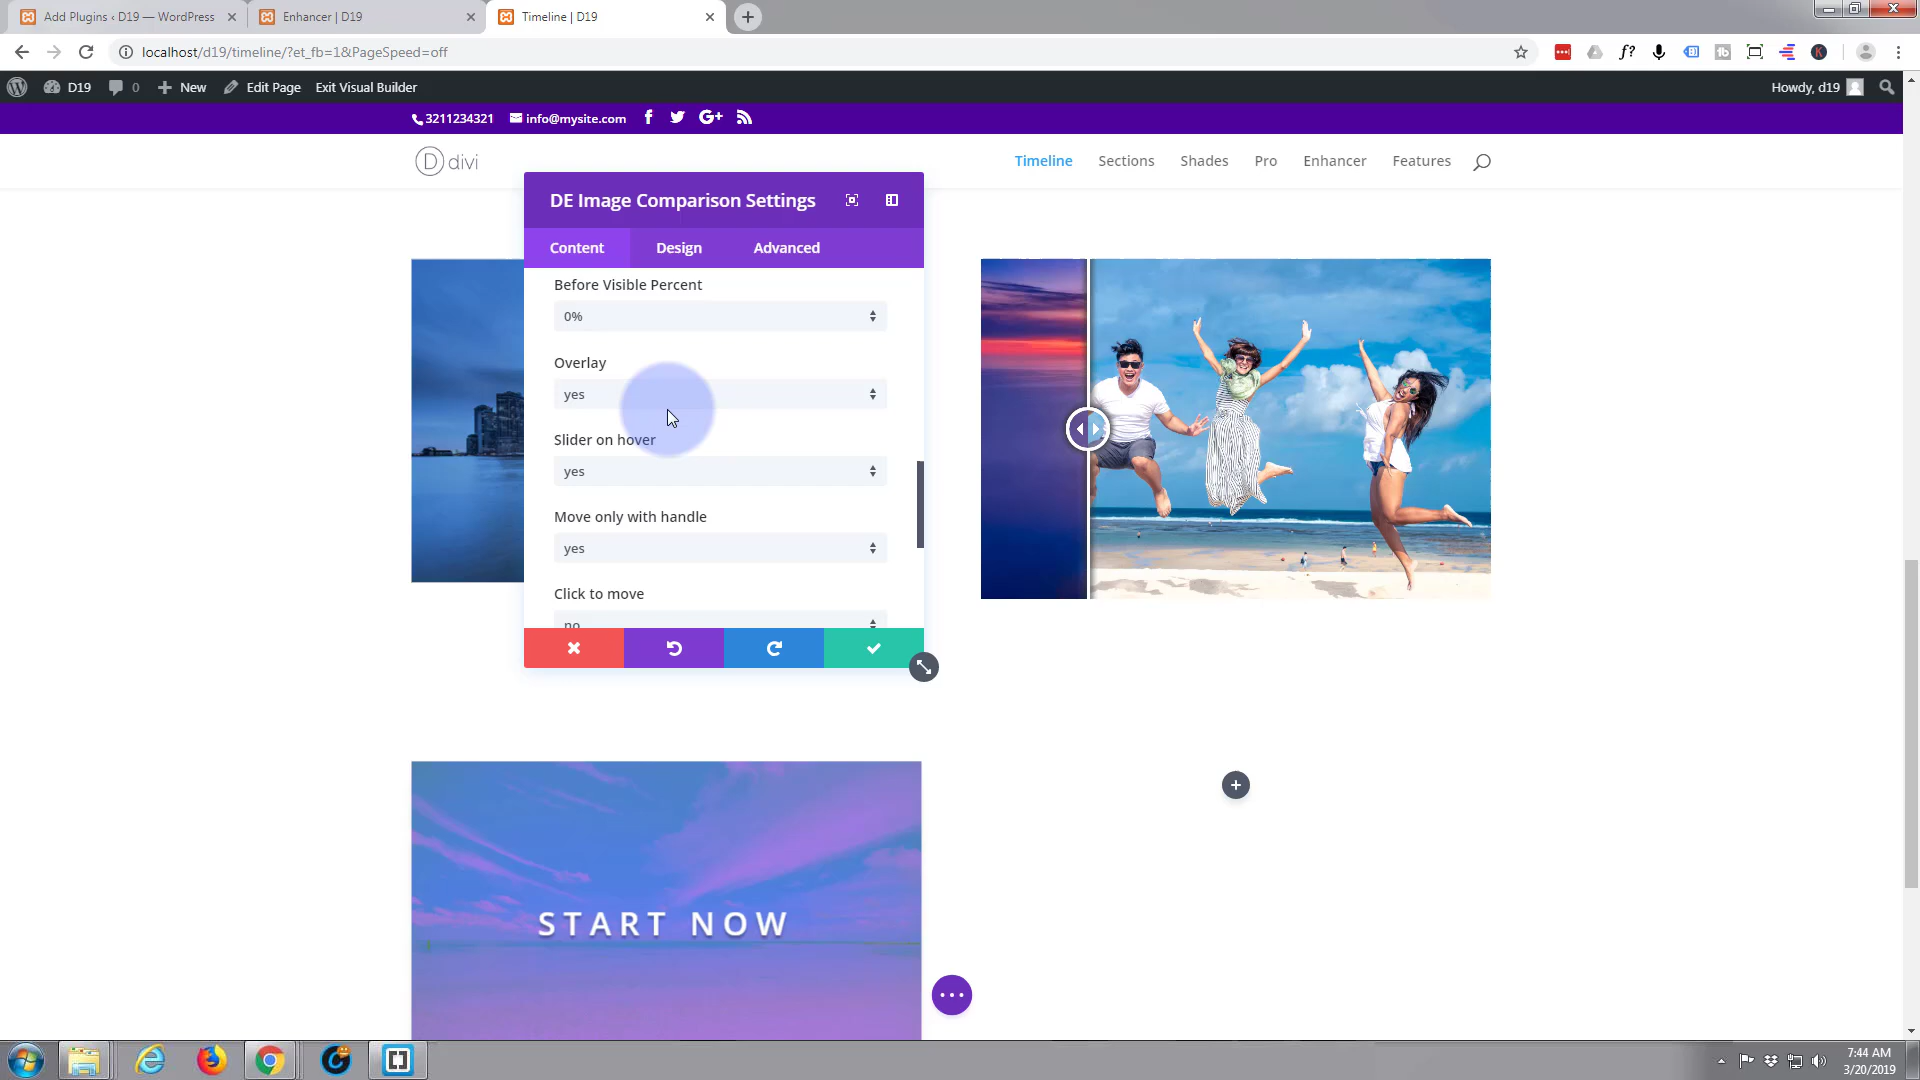 Add Plugins ‹ D19 — WordPress
Enhancer | D19
Timeline | D19
localhost/d19/timeline/?et_fb=1&PageSpeed=off
D19
0
New
Edit Page
Exit Visual Builder
Howdy, d19
3211234321
info@mysite.com
D divi
Timeline
Sections
Shades
Pro
Enhancer
Features
DE Image Comparison Settings
Content
Design
Advanced
Before Visible Percent
0%
Overlay
yes
Slider on hover
yes
Move only with handle
yes
Click to move
no
START NOW
7:44 AM
3/20/2019